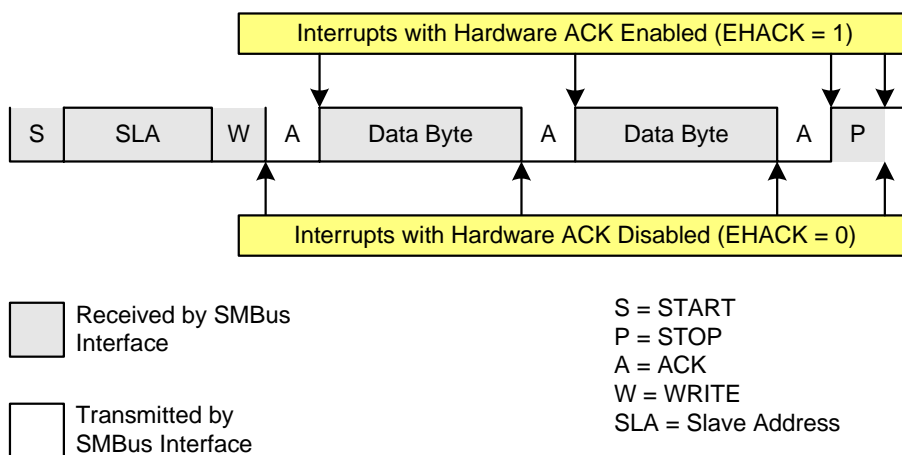 Interrupts with Hardware ACK Enabled (EHACK = 1)
S SLA W A Data Byte A Data Byte A P
Interrupts with Hardware ACK Disabled (EHACK = 0)
Received by SMBus
Interface
Transmitted by
SMBus Interface
S = START
P = STOP
A = ACK
W = WRITE
SLA = Slave Address